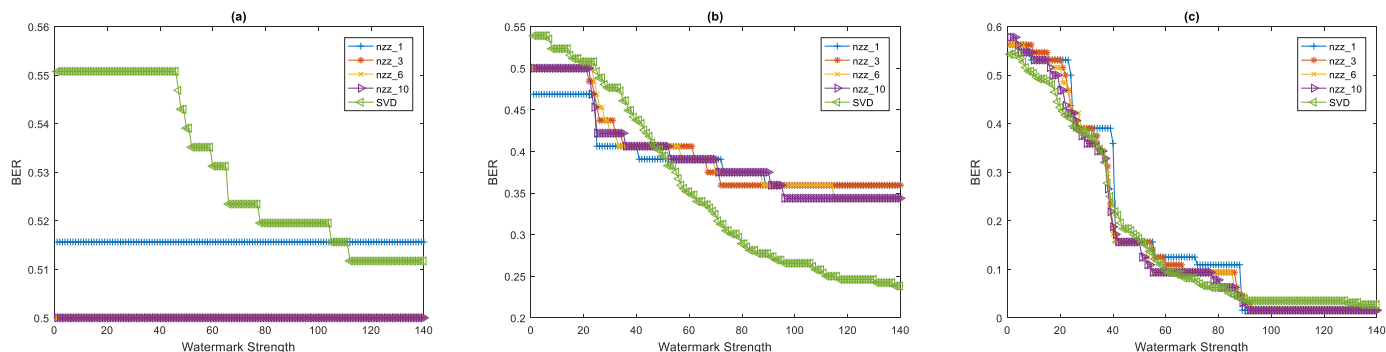 (a)
0.56
0.55
0.54
0.53
0.52
0.51
0.5
BER
0 20 40 60 80 100 120 140
Watermark Strength
nzz_1
nzz_3
nzz_6
nzz_10
SVD
(b)
0.55
0.5
0.45
0.4
0.35
0.3
0.25
0.2
BER
0 20 40 60 80 100 120 140
Watermark Strength
nzz_1
nzz_3
nzz_6
nzz_10
SVD
(c)
0.6
0.5
0.4
0.3
0.2
0.1
0
BER
0 20 40 60 80 100 120 140
Watermark Strength
nzz_1
nzz_3
nzz_6
nzz_10
SVD